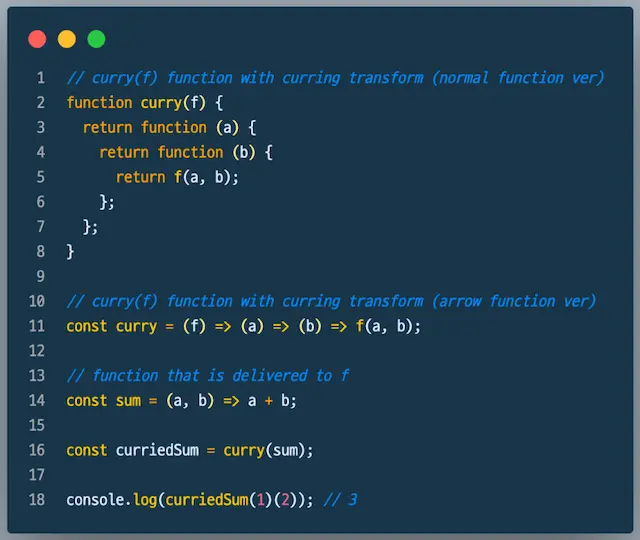 1 // curry(f) function with curring transform (normal function ver)
2 function curry(f) {
3   return function (a) {
4     return function (b) {
5       return f(a, b);
6     };
7   };
8 }
9
10 // curry(f) function with curring transform (arrow function ver)
11 const curry = (f) => (a) => (b) => f(a, b);
12
13 // function that is delivered to f
14 const sum = (a, b) => a + b;
15
16 const curriedSum = curry(sum);
17
18 console.log(curriedSum(1)(2)); // 3